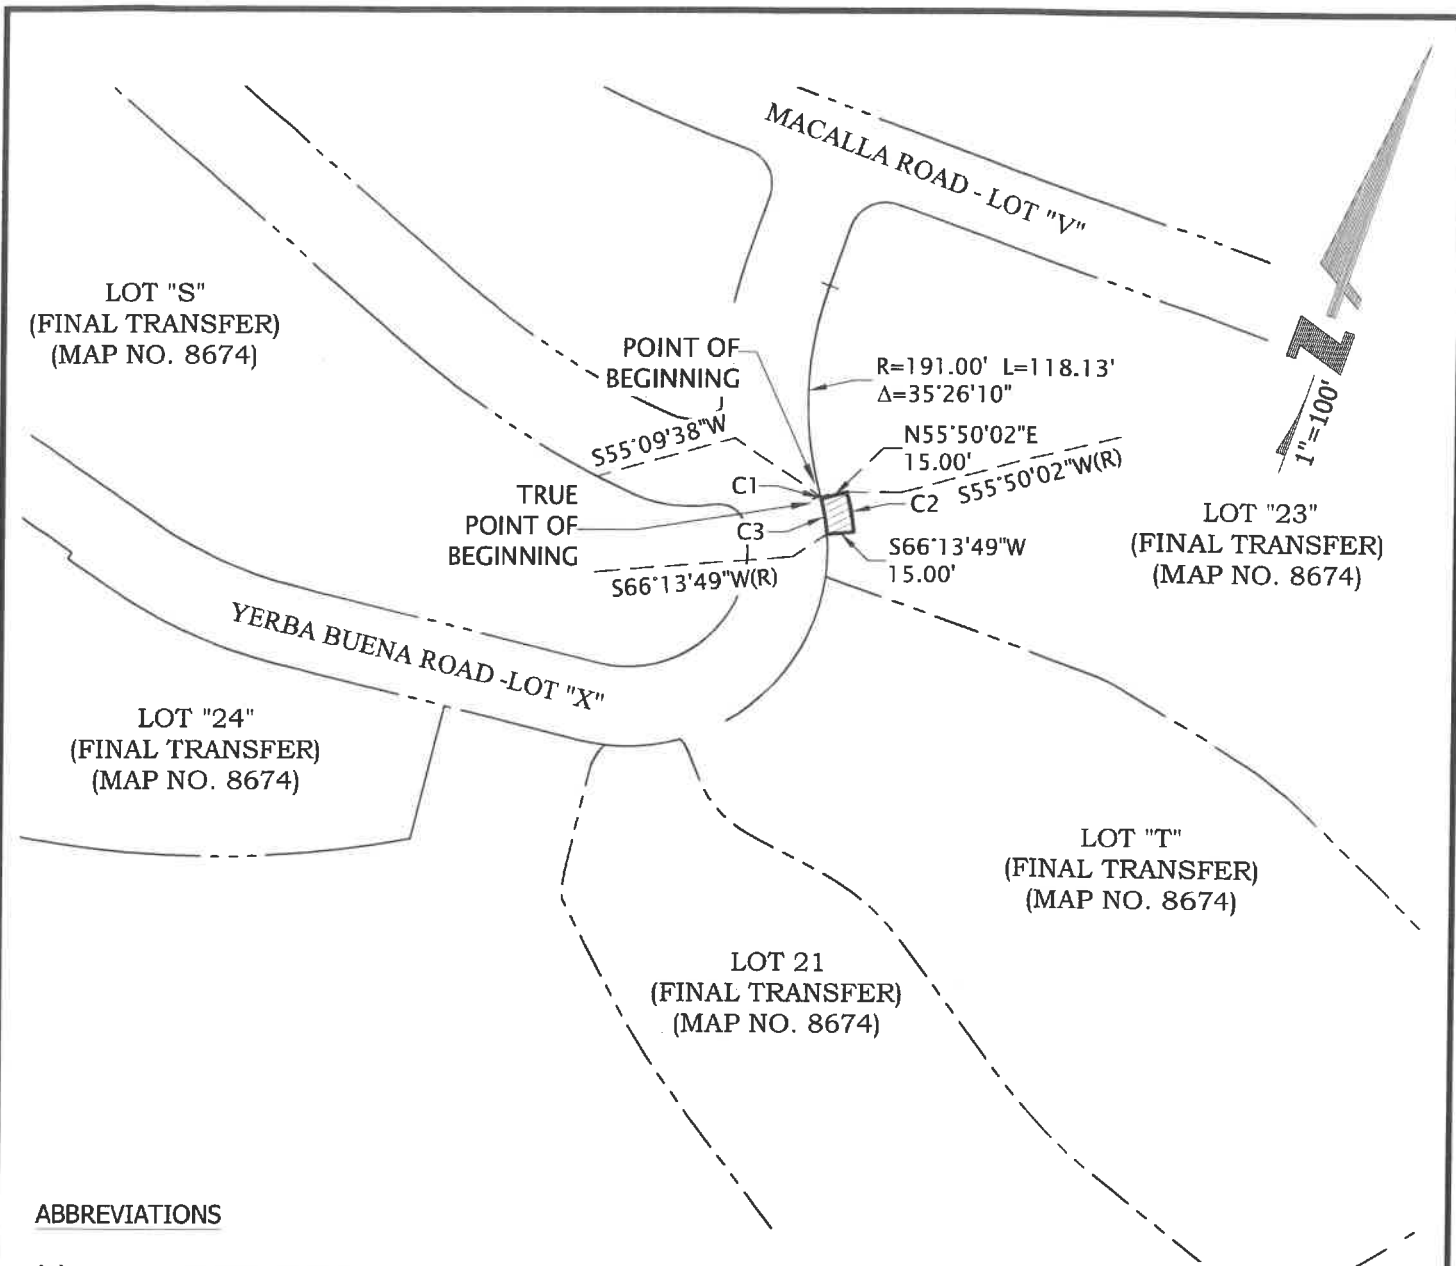 MACALLA ROAD - LOT "V"
LOT "S"
(FINAL TRANSFER)
(MAP NO. 8674)
POINT OF
BEGINNING
R=191.00' L=118.13'
Δ=35°26'10"
N
1"=100'
S55°09'38"W
N55°50'02"E
15.00'
S55°50'02"W(R)
C1
C2
TRUE
POINT OF
BEGINNING
C3
S66°13'49"W
15.00'
S66°13'49"W(R)
LOT "23"
(FINAL TRANSFER)
(MAP NO. 8674)
YERBA BUENA ROAD -LOT "X"
LOT "24"
(FINAL TRANSFER)
(MAP NO. 8674)
LOT "T"
(FINAL TRANSFER)
(MAP NO. 8674)
LOT 21
(FINAL TRANSFER)
(MAP NO. 8674)
ABBREVIATIONS